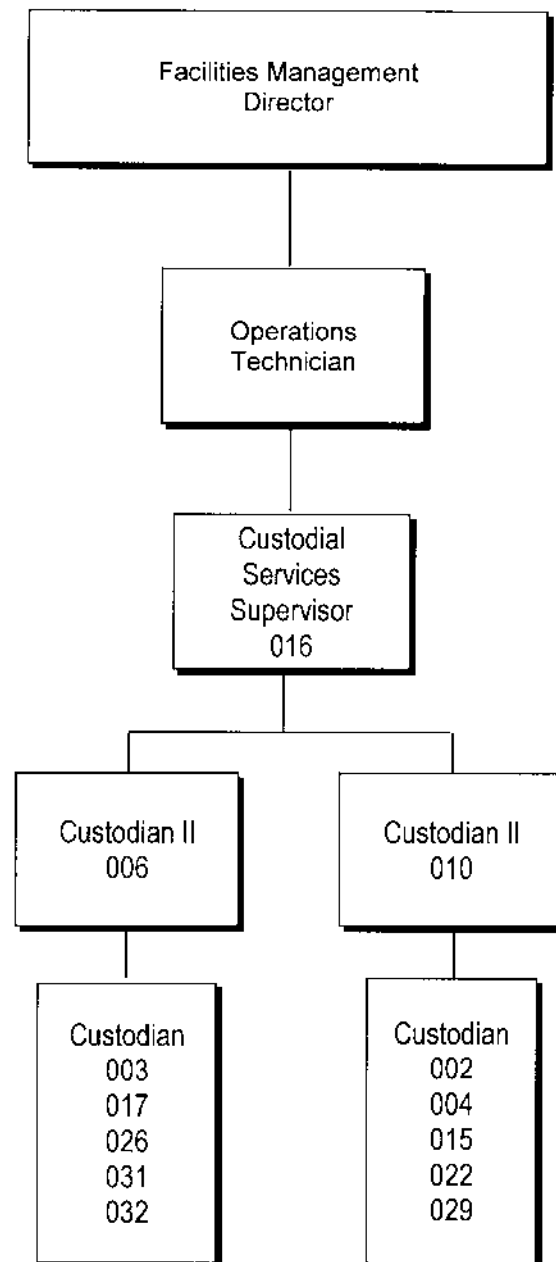 Facilities Management
Director
Operations
Technician
Custodial
Services
Supervisor
016
Custodian II
006
Custodian II
010
Custodian
003
017
026
031
032
Custodian
002
004
015
022
029